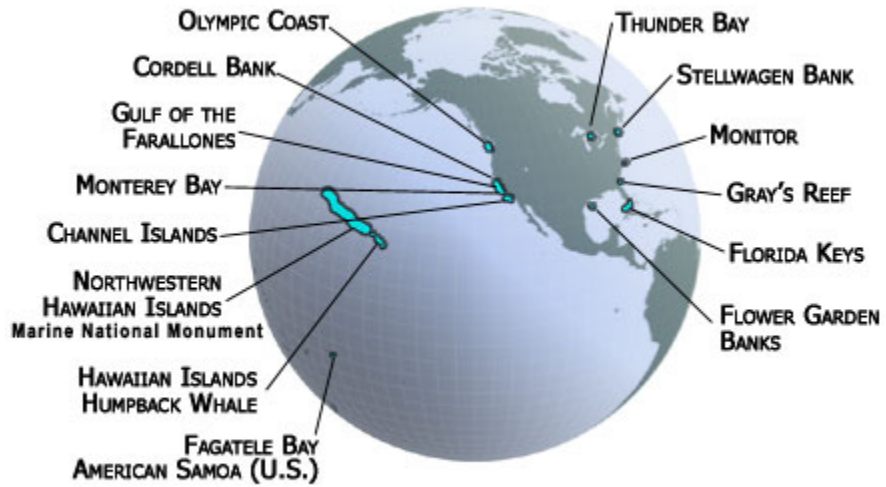 OLYMPIC COAST
CORDELL BANK
GULF OF THE
FARALLONES
MONTEREY BAY
CHANNEL ISLANDS
NORTHWESTERN
HAWAIIAN ISLANDS
Marine National Monument
HAWAIIAN ISLANDS
HUMPBACK WHALE
FAGATELE BAY
AMERICAN SAMOA (U.S.)
THUNDER BAY
STELLWAGEN BANK
MONITOR
GRAY'S REEF
FLORIDA KEYS
FLOWER GARDEN
BANKS